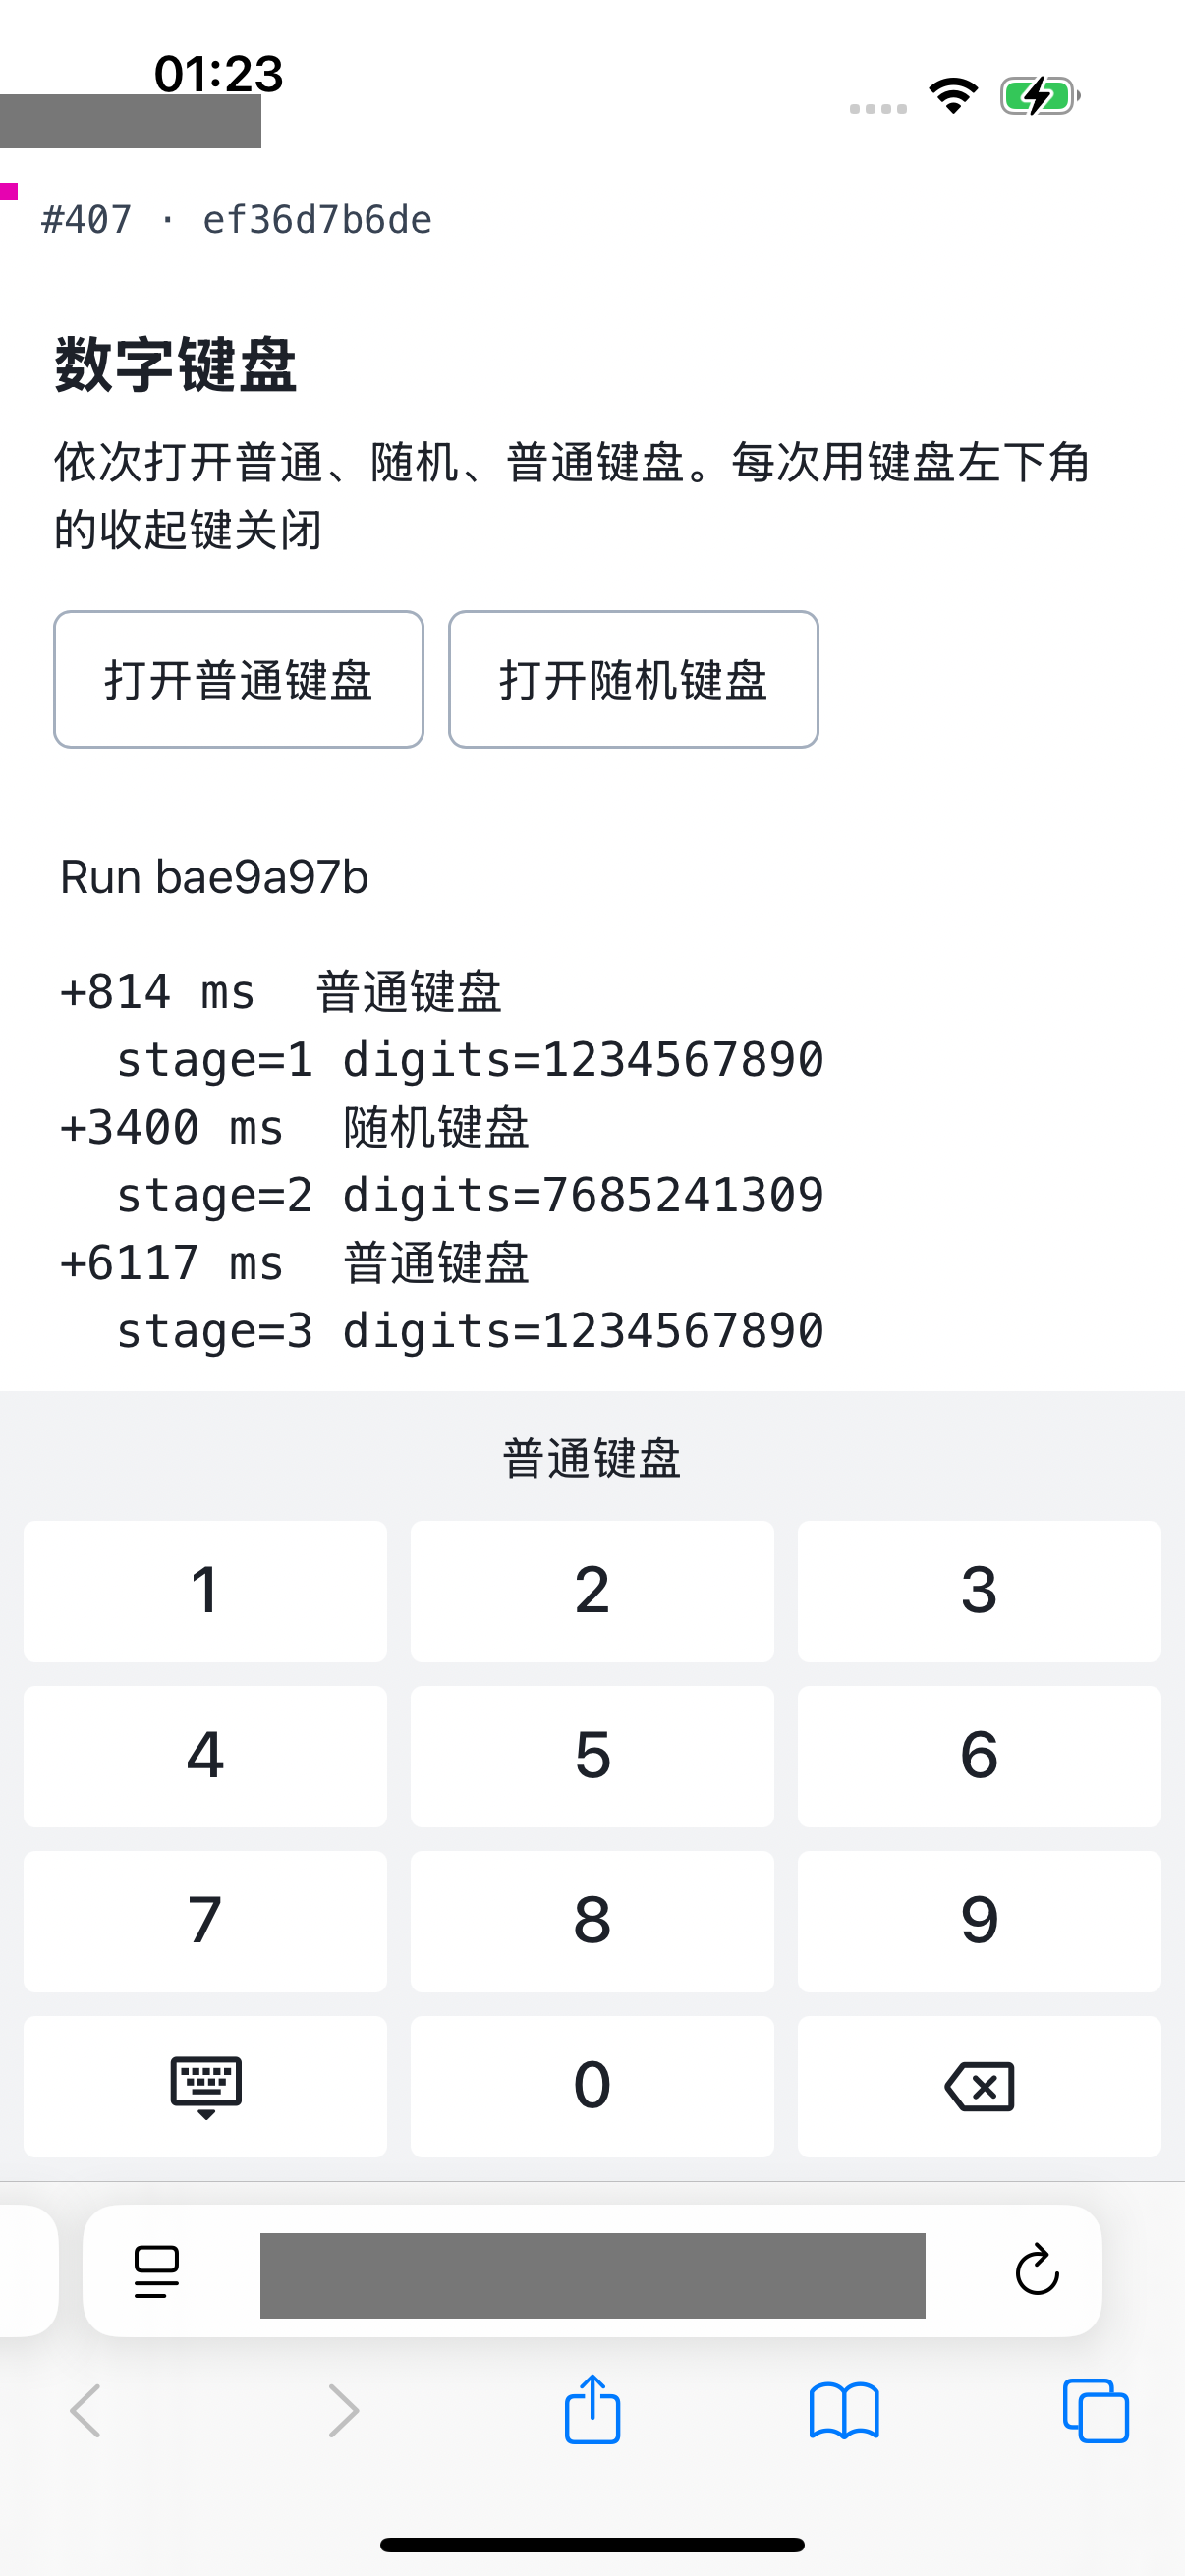 01:23
#407 · ef36d7b6de
数字键盘
依次打开普通、随机、普通键盘。每次用键盘左下角
的收起键关闭
打开普通键盘 打开随机键盘
Run bae9a97b
+814 ms 普通键盘
stage=1 digits=1234567890
+3400 ms 随机键盘
stage=2 digits=7685241309
+6117 ms 普通键盘
stage=3 digits=1234567890
普通键盘
1 2 3
4 5 6
7 8 9
0